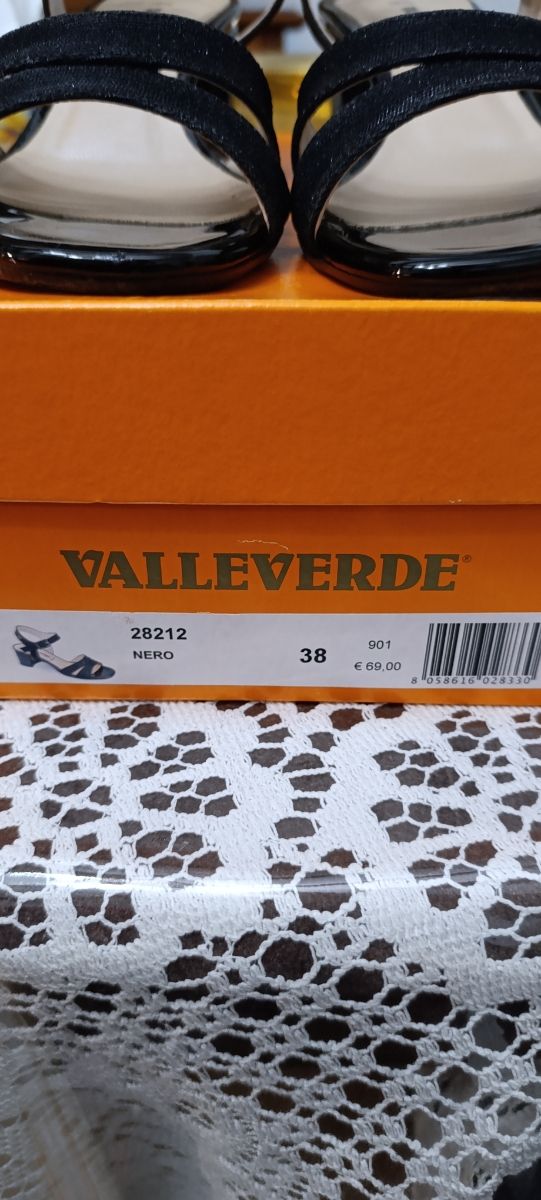 VALLEVERDE®
28212
NERO
38
901
€ 69,00
8 058616 028330